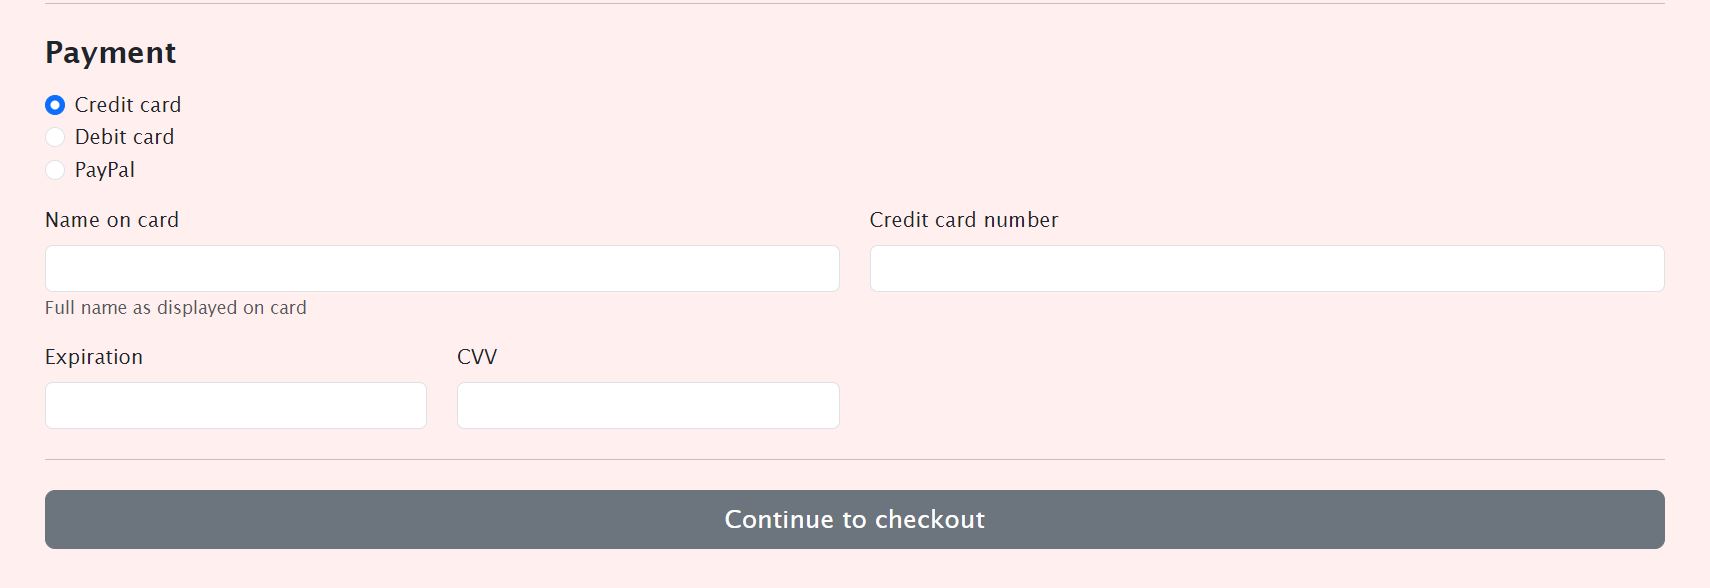 Payment
Credit card
Debit card
PayPal
Name on card
Credit card number
Full name as displayed on card
Expiration
CVV
Continue to checkout